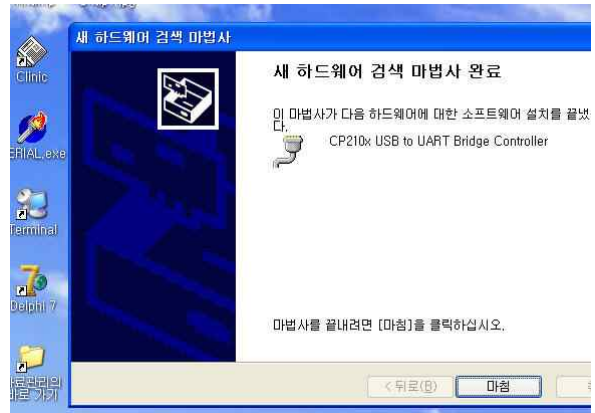 새 하드웨어 검색 마법사
Clinic
ERIAL.exe
Terminal
Delphi 7
바로 가기
새 하드웨어 검색 마법사 완료
이 마법사가 다음 하드웨어에 대한 소프트웨어 설치를 끝냈
다.
CP210x USB to UART Bridge Controller
마법사를 끝내려면 [마침]을 클릭하십시오.
< 뒤로(B)
마침